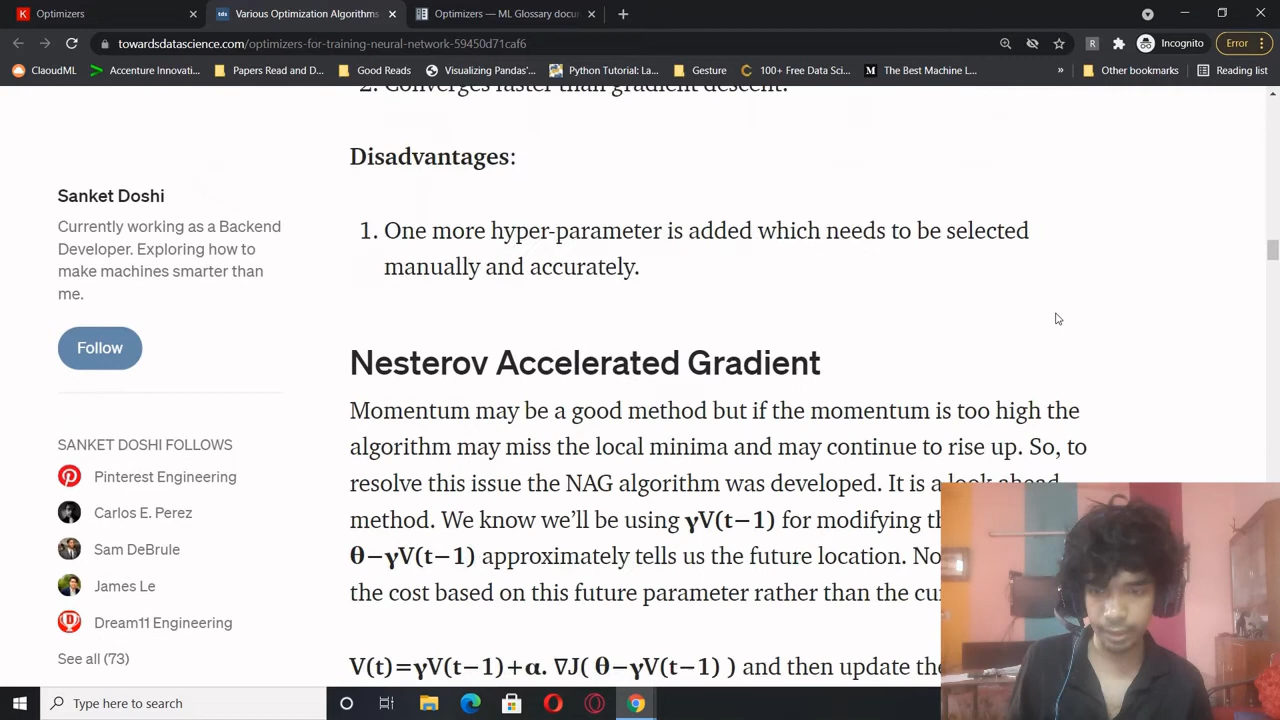 Optimizers
Various Optimization Algorithms
Optimizers — ML Glossary docu
towardsdatascience.com/optimizers-for-training-neural-network-59450d71caf6
Incognito
Error
ClaoudML
Accenture Innovati...
Papers Read and D...
Good Reads
Visualizing Pandas'...
Python Tutorial: La...
Gesture
100+ Free Data Sci...
The Best Machine L...
Other bookmarks
Reading list
2. Converges faster than gradient descent.
Disadvantages:
1. One more hyper-parameter is added which needs to be selected
manually and accurately.
Sanket Doshi
Currently working as a Backend
Developer. Exploring how to
make machines smarter than
me.
Follow
SANKET DOSHI FOLLOWS
Pinterest Engineering
Carlos E. Perez
Sam DeBrule
James Le
Dream11 Engineering
See all (73)
Nesterov Accelerated Gradient
Momentum may be a good method but if the momentum is too high the
algorithm may miss the local minima and may continue to rise up. So, to
resolve this issue the NAG algorithm was developed. It is a look ahead
method. We know we'll be using γV(t−1) for modifying th
θ−γV(t−1) approximately tells us the future location. No
the cost based on this future parameter rather than the cu
V(t)=γV(t−1)+α. ∇J( θ−γV(t−1) ) and then update the
Type here to search